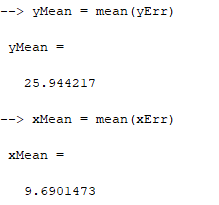 --> yMean = mean(yErr)
yMean =
25.944217
--> xMean = mean(xErr)
xMean =
9.6901473